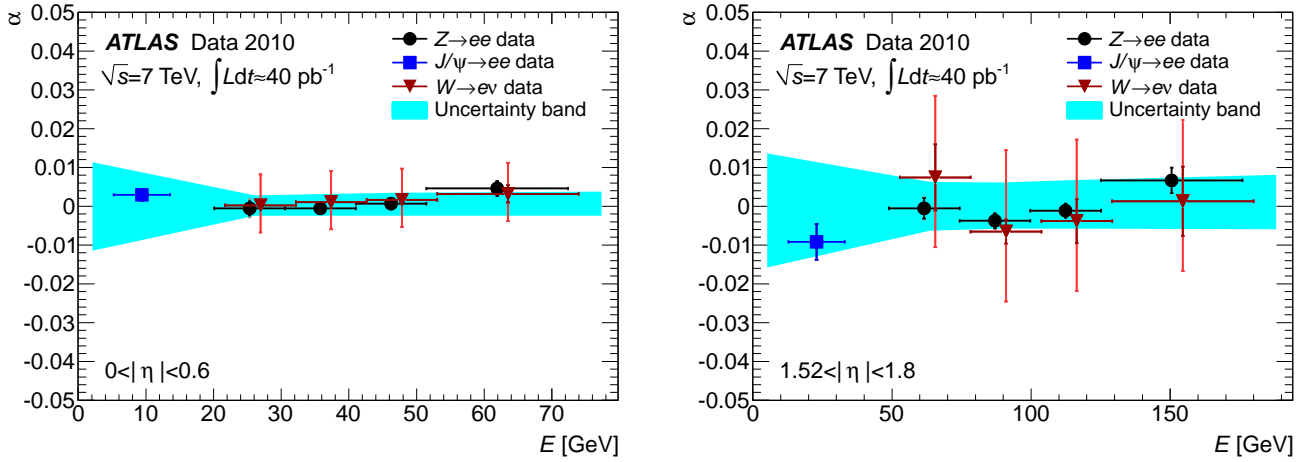 α
0.05
0.04
0.03
0.02
0.01
0
-0.01
-0.02
-0.03
-0.04
-0.05
ATLAS Data 2010
√s=7 TeV, ∫Ldt≈40 pb⁻¹
Z→ee data
J/ψ→ee data
W→eν data
Uncertainty band
0<| η |<0.6
0 10 20 30 40 50 60 70
E [GeV]
α
0.05
0.04
0.03
0.02
0.01
0
-0.01
-0.02
-0.03
-0.04
-0.05
ATLAS Data 2010
√s=7 TeV, ∫Ldt≈40 pb⁻¹
Z→ee data
J/ψ→ee data
W→eν data
Uncertainty band
1.52<| η |<1.8
0 50 100 150
E [GeV]